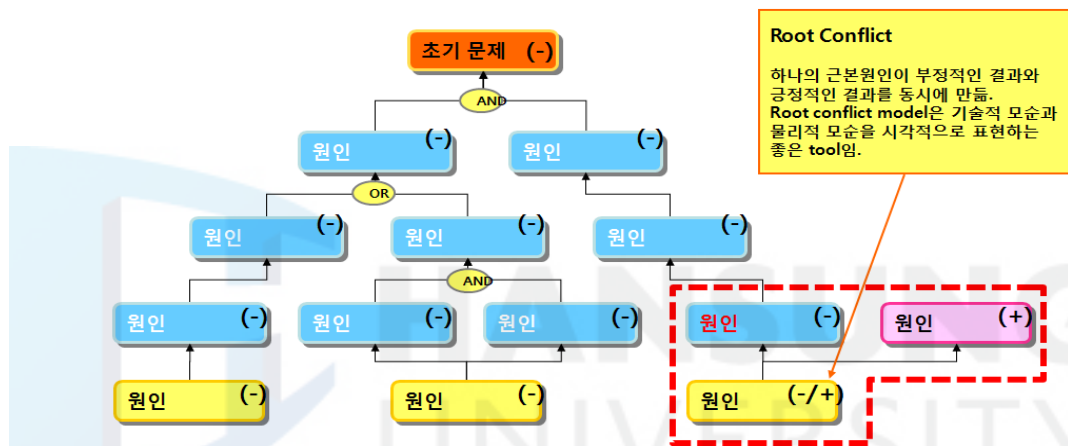 초기 문제 (-)
Root Conflict
하나의 근본원인이 부정적인 결과와
긍정적인 결과를 동시에 만듦.
Root conflict model은 기술적 모순과
물리적 모순을 시각적으로 표현하는
좋은 tool임.
AND
원인 (-)
원인 (-)
OR
원인 (-)
원인 (-)
원인 (-)
AND
원인 (-)
원인 (-)
원인 (-)
원인 (-)
원인 (+)
원인 (-)
원인 (-)
원인 (-/+)
HANSUNG
UNIVERSITY